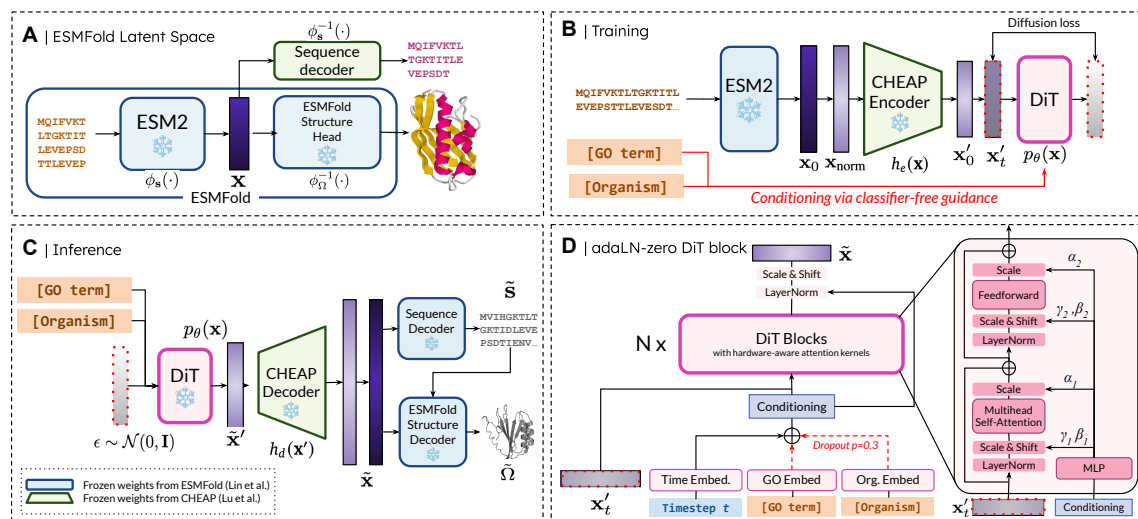 A | ESMFold Latent Space
MQIFVKT
LTGKTIT
LEVEPSD
TTLEVEP
ESM2
ϕₛ(·)
x
ESMFold
Structure
Head
ϕ_Ω⁻¹(·)
ESMFold
ϕₛ⁻¹(·)
Sequence
decoder
MQIFVKTL
TGKTITLE
VEPSDT
B | Training
Diffusion loss
MQIFVKTLTGKTITL
EVEPSTTLEVESDT…
ESM2
x₀
x_norm
CHEAP
Encoder
hₑ(x)
x′₀
x′ₜ
DiT
p_θ(x)
[GO term]
[Organism]
Conditioning via classifier-free guidance
C | Inference
[GO term]
[Organism]
ϵ ∼ N(0, I)
p_θ(x)
DiT
x̃′
CHEAP
Decoder
h_d(x′)
x̃
Sequence
Decoder
s̃
MVIHGKTLT
GKTIDLEVE
PSDTIENV…
ESMFold
Structure
Decoder
Ω̃
Frozen weights from ESMFold (Lin et al.)
Frozen weights from CHEAP (Lu et al.)
D | adaLN-zero DiT block
x̃
Scale & Shift
LayerNorm
N x
DiT Blocks
with hardware-aware attention kernels
Conditioning
Dropout p=0.3
Time Embed.
GO Embed
Org. Embed
x′ₜ
Timestep t
[GO term]
[Organism]
Scale
α₂
Feedforward
Scale & Shift
γ₂ ,β₂
LayerNorm
Scale
α₁
Multihead
Self-Attention
Scale & Shift
γ₁ β₁
LayerNorm
MLP
x′ₜ
Conditioning